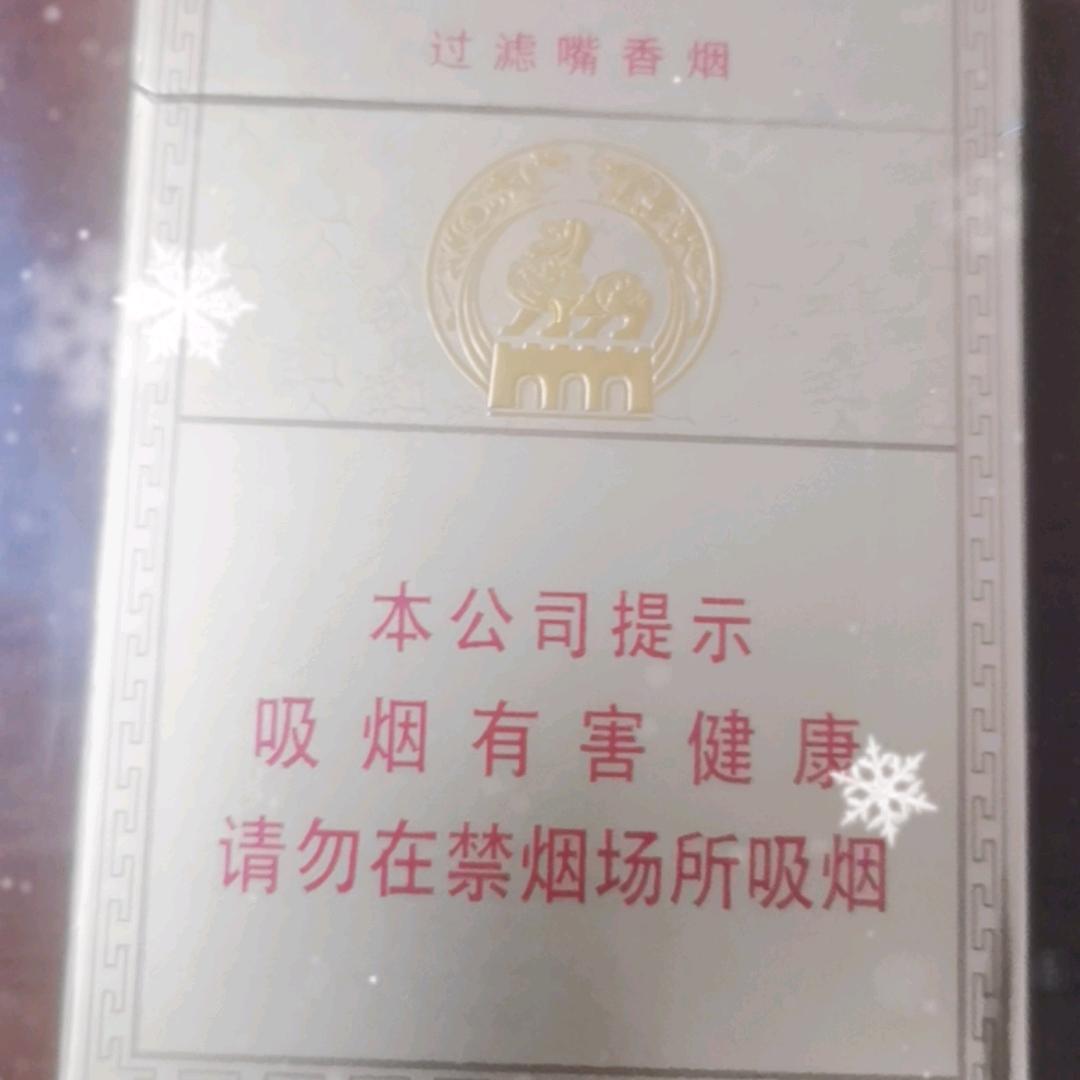 过滤嘴香烟
本公司提示
吸烟有害健康
请勿在禁烟场所吸烟